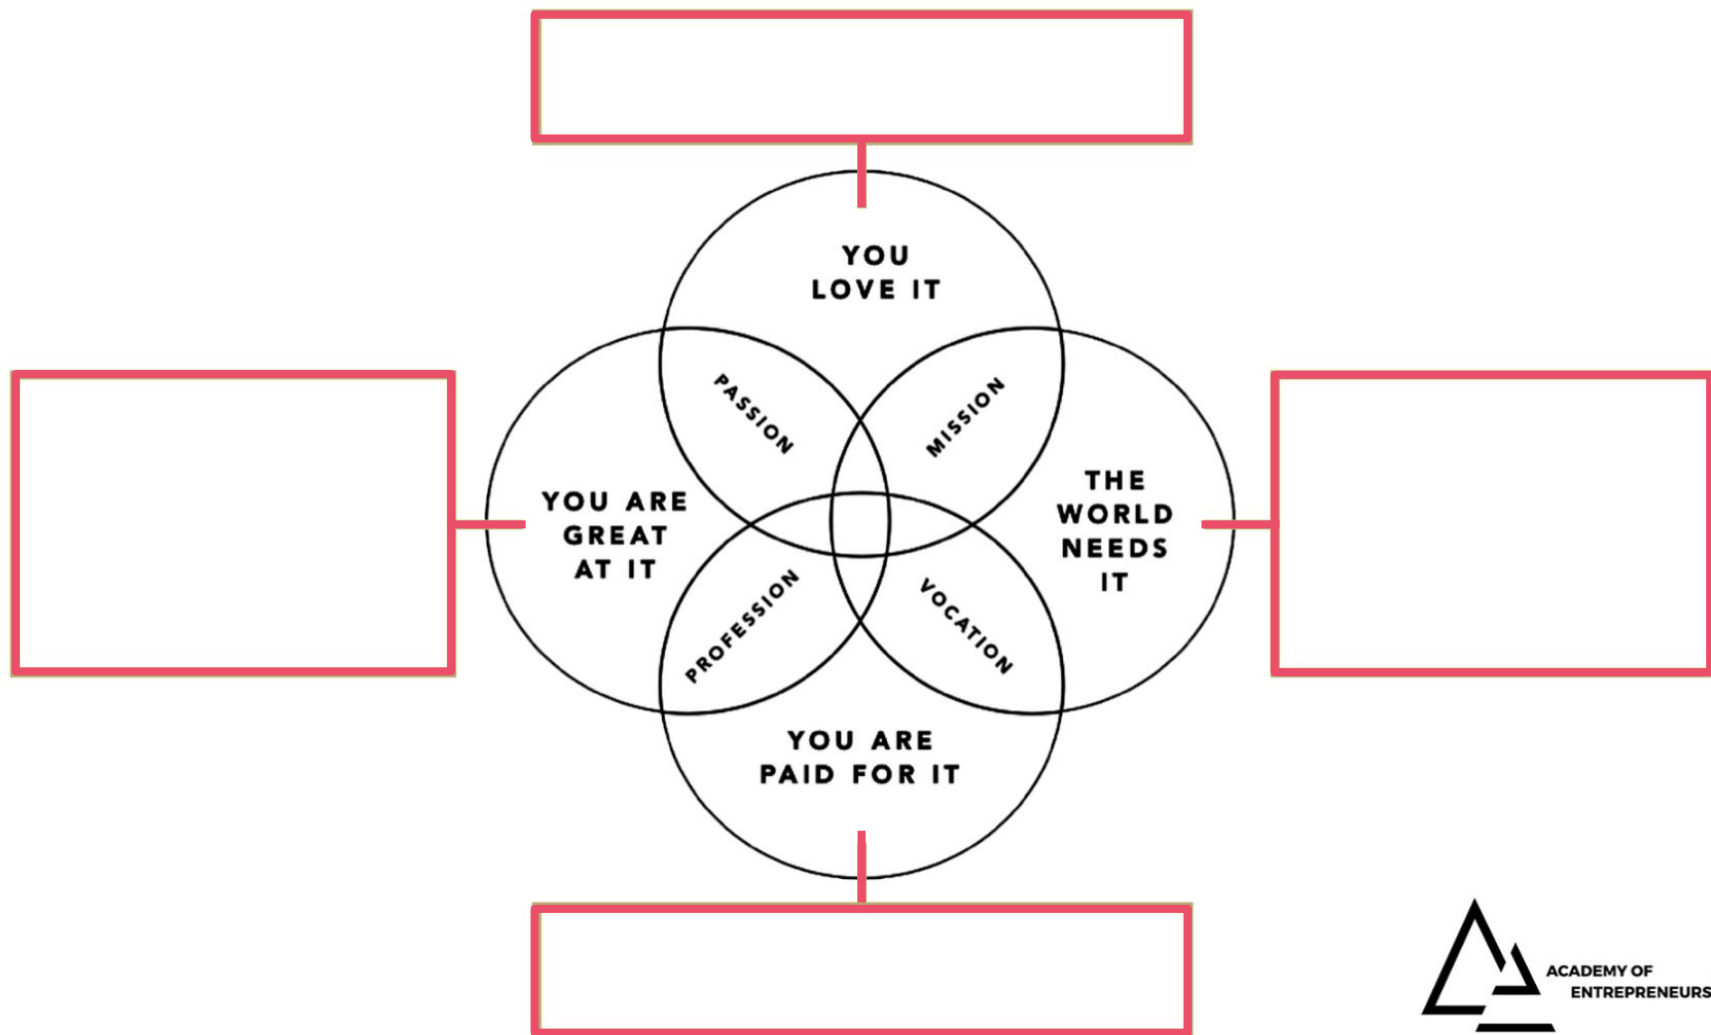 YOU
LOVE IT
PASSION
MISSION
YOU ARE
GREAT
AT IT
THE
WORLD
NEEDS
IT
PROFESSION
VOCATION
YOU ARE
PAID FOR IT
ACADEMY OF
ENTREPRENEURS